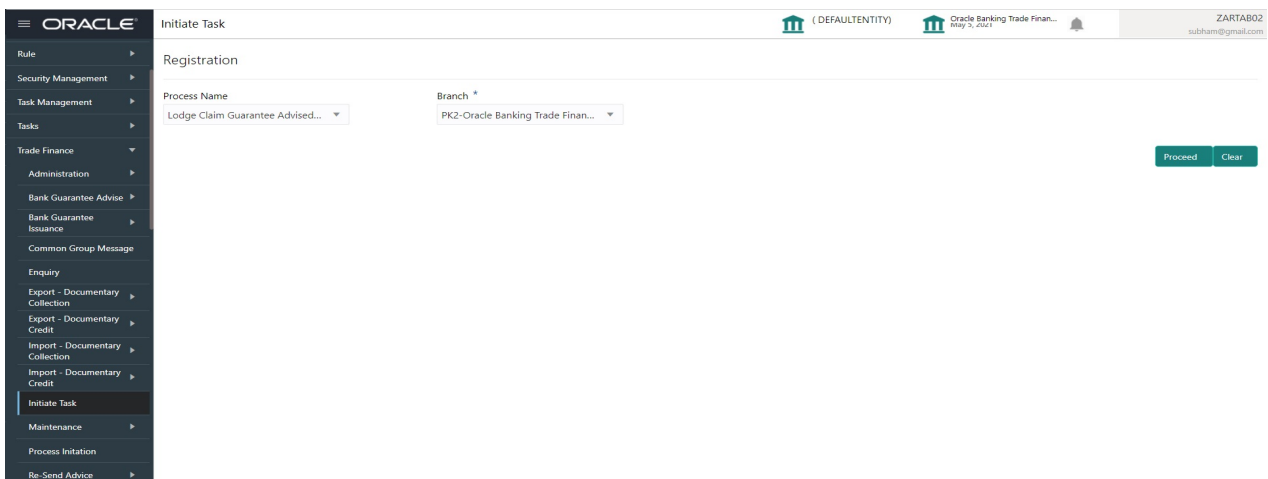 ORACLE
Initiate Task
( DEFAULTENTITY)
Oracle Banking Trade Finan...
May 5, 2021
ZARTAB02
subham@gmail.com
Rule
Security Management
Task Management
Tasks
Trade Finance
Administration
Bank Guarantee Advise
Bank Guarantee
Issuance
Common Group Message
Enquiry
Export - Documentary
Collection
Export - Documentary
Credit
Import - Documentary
Collection
Import - Documentary
Credit
Initiate Task
Maintenance
Process Initation
Re-Send Advice
Registration
Process Name
Branch *
Lodge Claim Guarantee Advised...
PK2-Oracle Banking Trade Finan...
Proceed
Clear